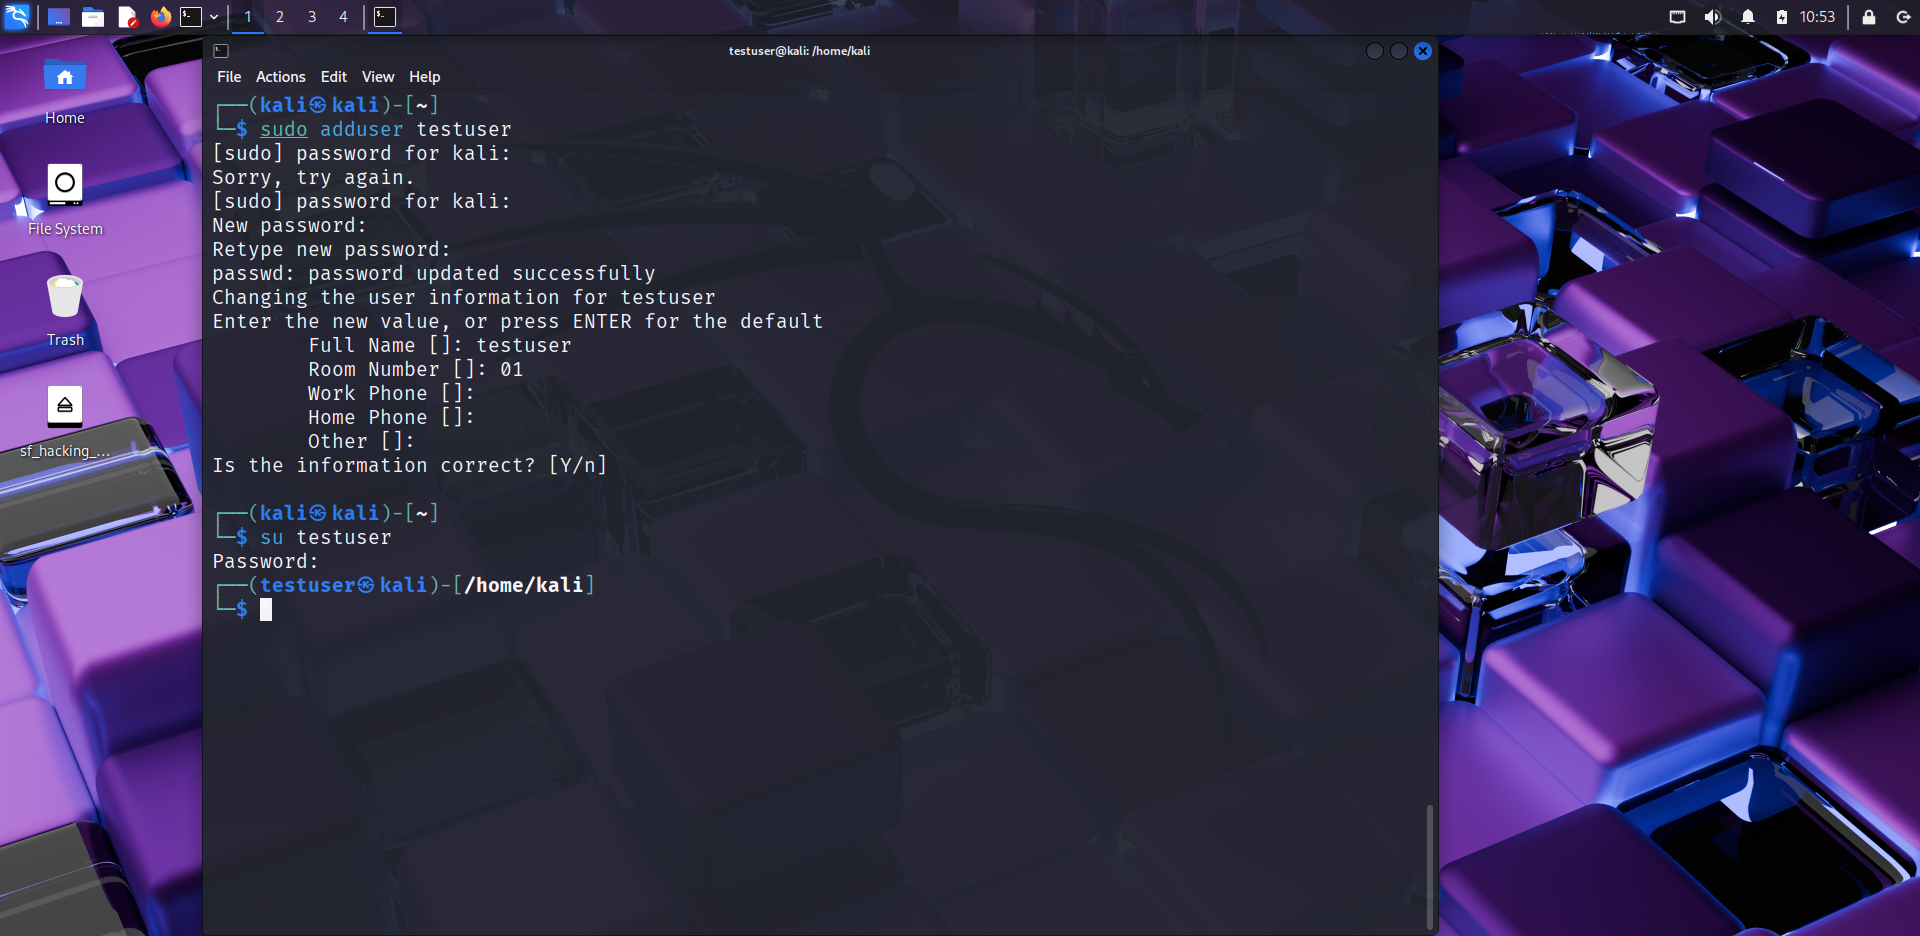 1 2 3 4 10:53
testuser@kali: /home/kali
File Actions Edit View Help
Home
File System
Trash
sf_hacking_...
┌──(kali㉿kali)-[~]
└─$ sudo adduser testuser
[sudo] password for kali:
Sorry, try again.
[sudo] password for kali:
New password:
Retype new password:
passwd: password updated successfully
Changing the user information for testuser
Enter the new value, or press ENTER for the default
Full Name []: testuser
Room Number []: 01
Work Phone []:
Home Phone []:
Other []:
Is the information correct? [Y/n]
┌──(kali㉿kali)-[~]
└─$ su testuser
Password:
┌──(testuser㉿kali)-[/home/kali]
└─$